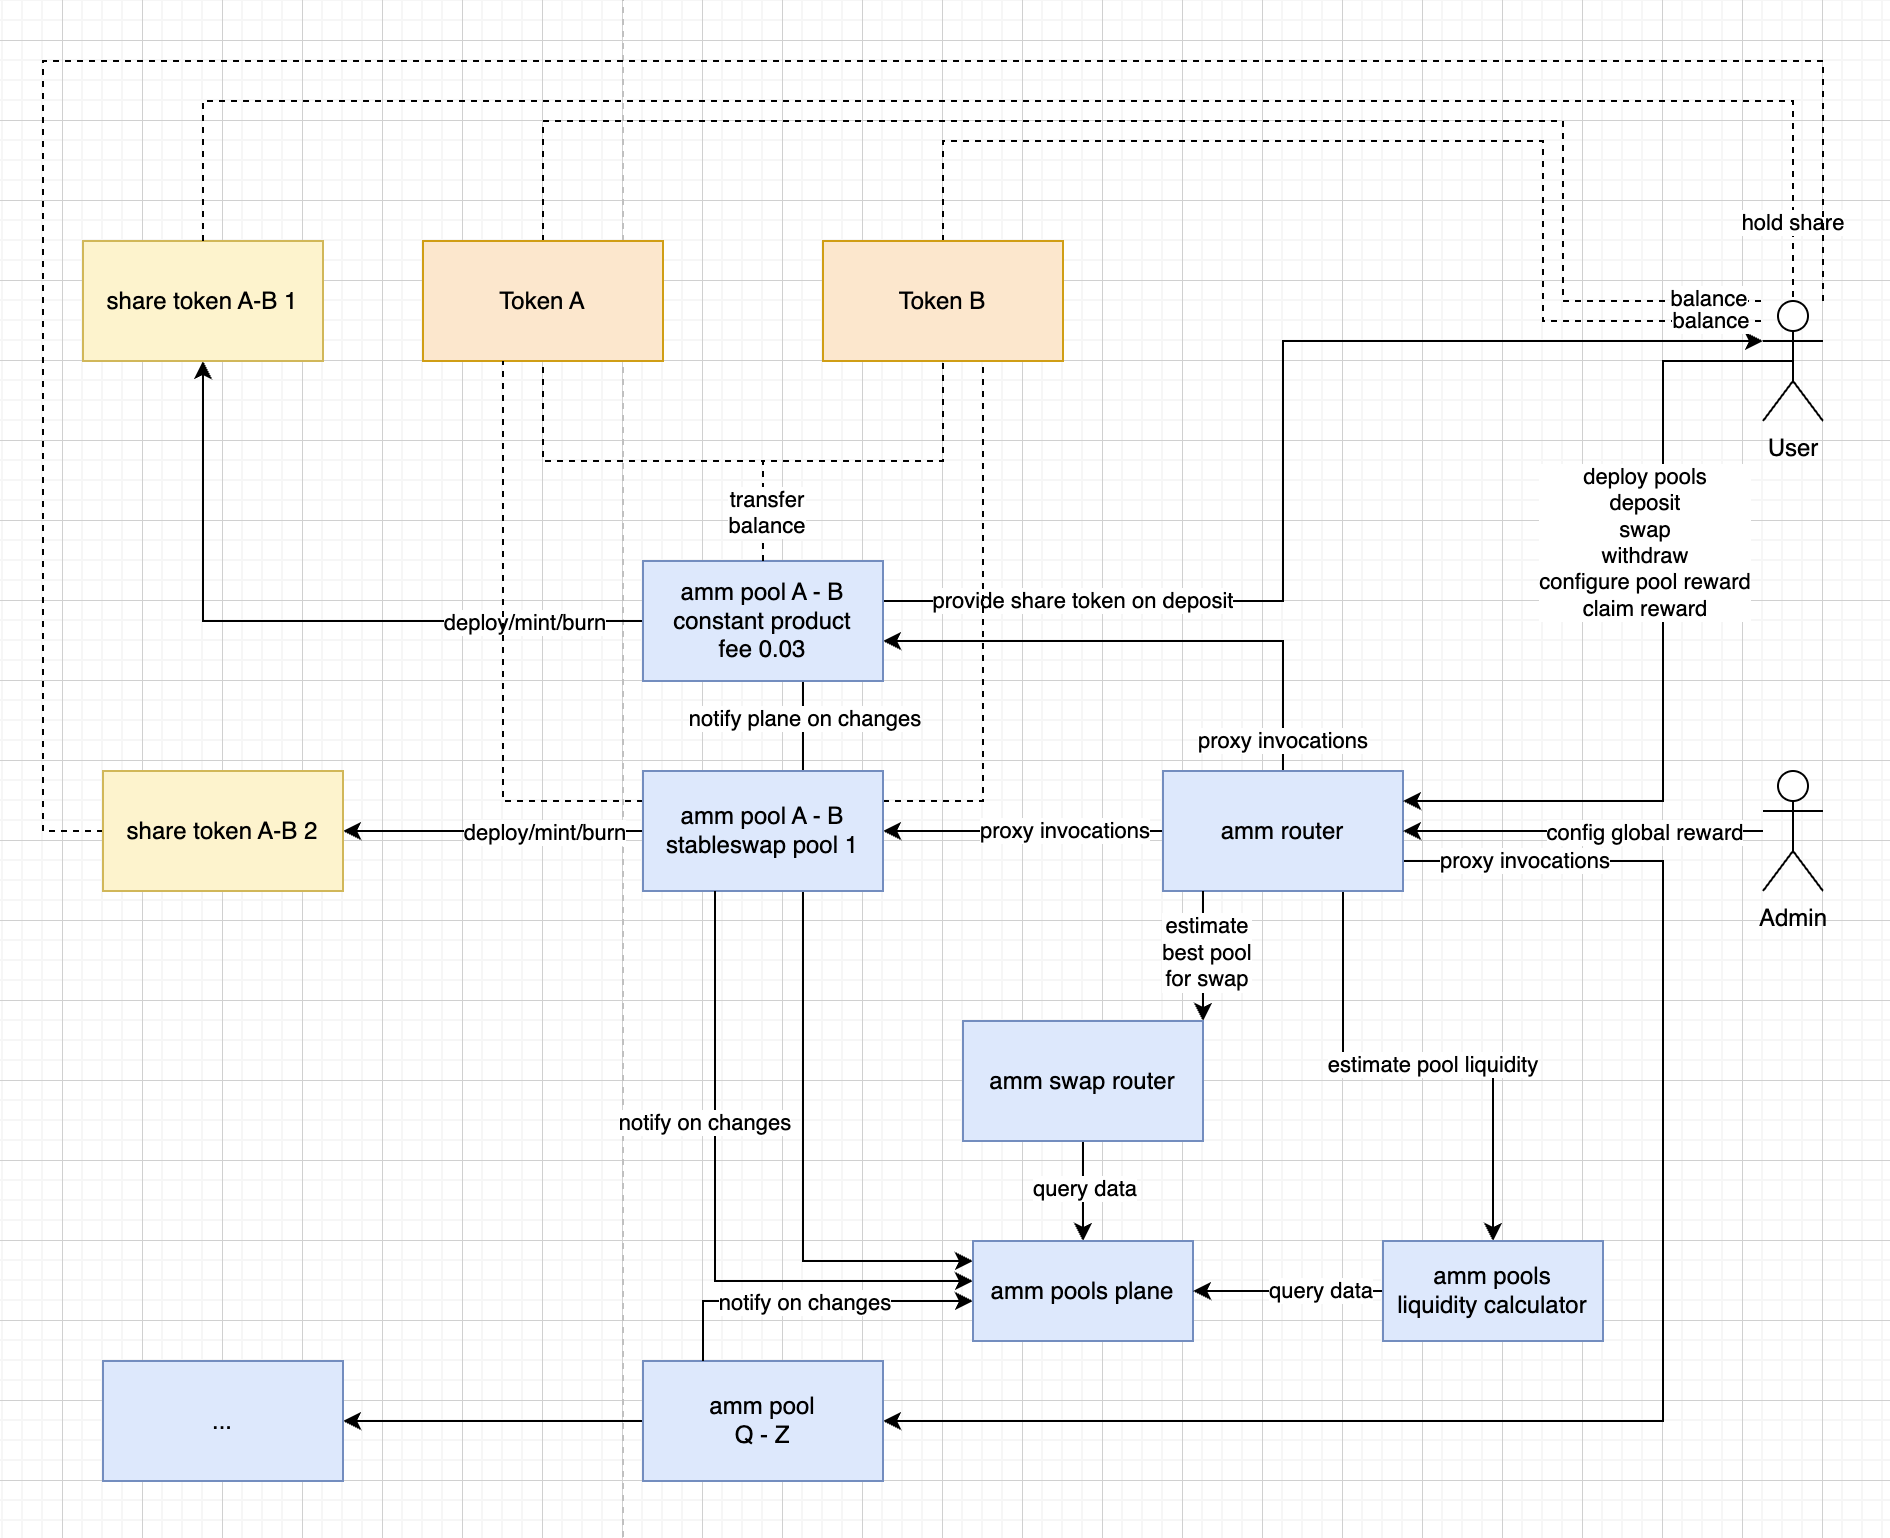 hold share
share token A-B 1
Token A
Token B
balance
balance
User
deploy pools
deposit
swap
withdraw
configure pool reward
claim reward
transfer
balance
amm pool A - B
constant product
fee 0.03
provide share token on deposit
deploy/mint/burn
notify plane on changes
proxy invocations
share token A-B 2
deploy/mint/burn
amm pool A - B
stableswap pool 1
proxy invocations
amm router
config global reward
proxy invocations
Admin
estimate
best pool
for swap
estimate pool liquidity
amm swap router
notify on changes
query data
amm pools plane
query data
amm pools
liquidity calculator
notify on changes
...
amm pool
Q - Z